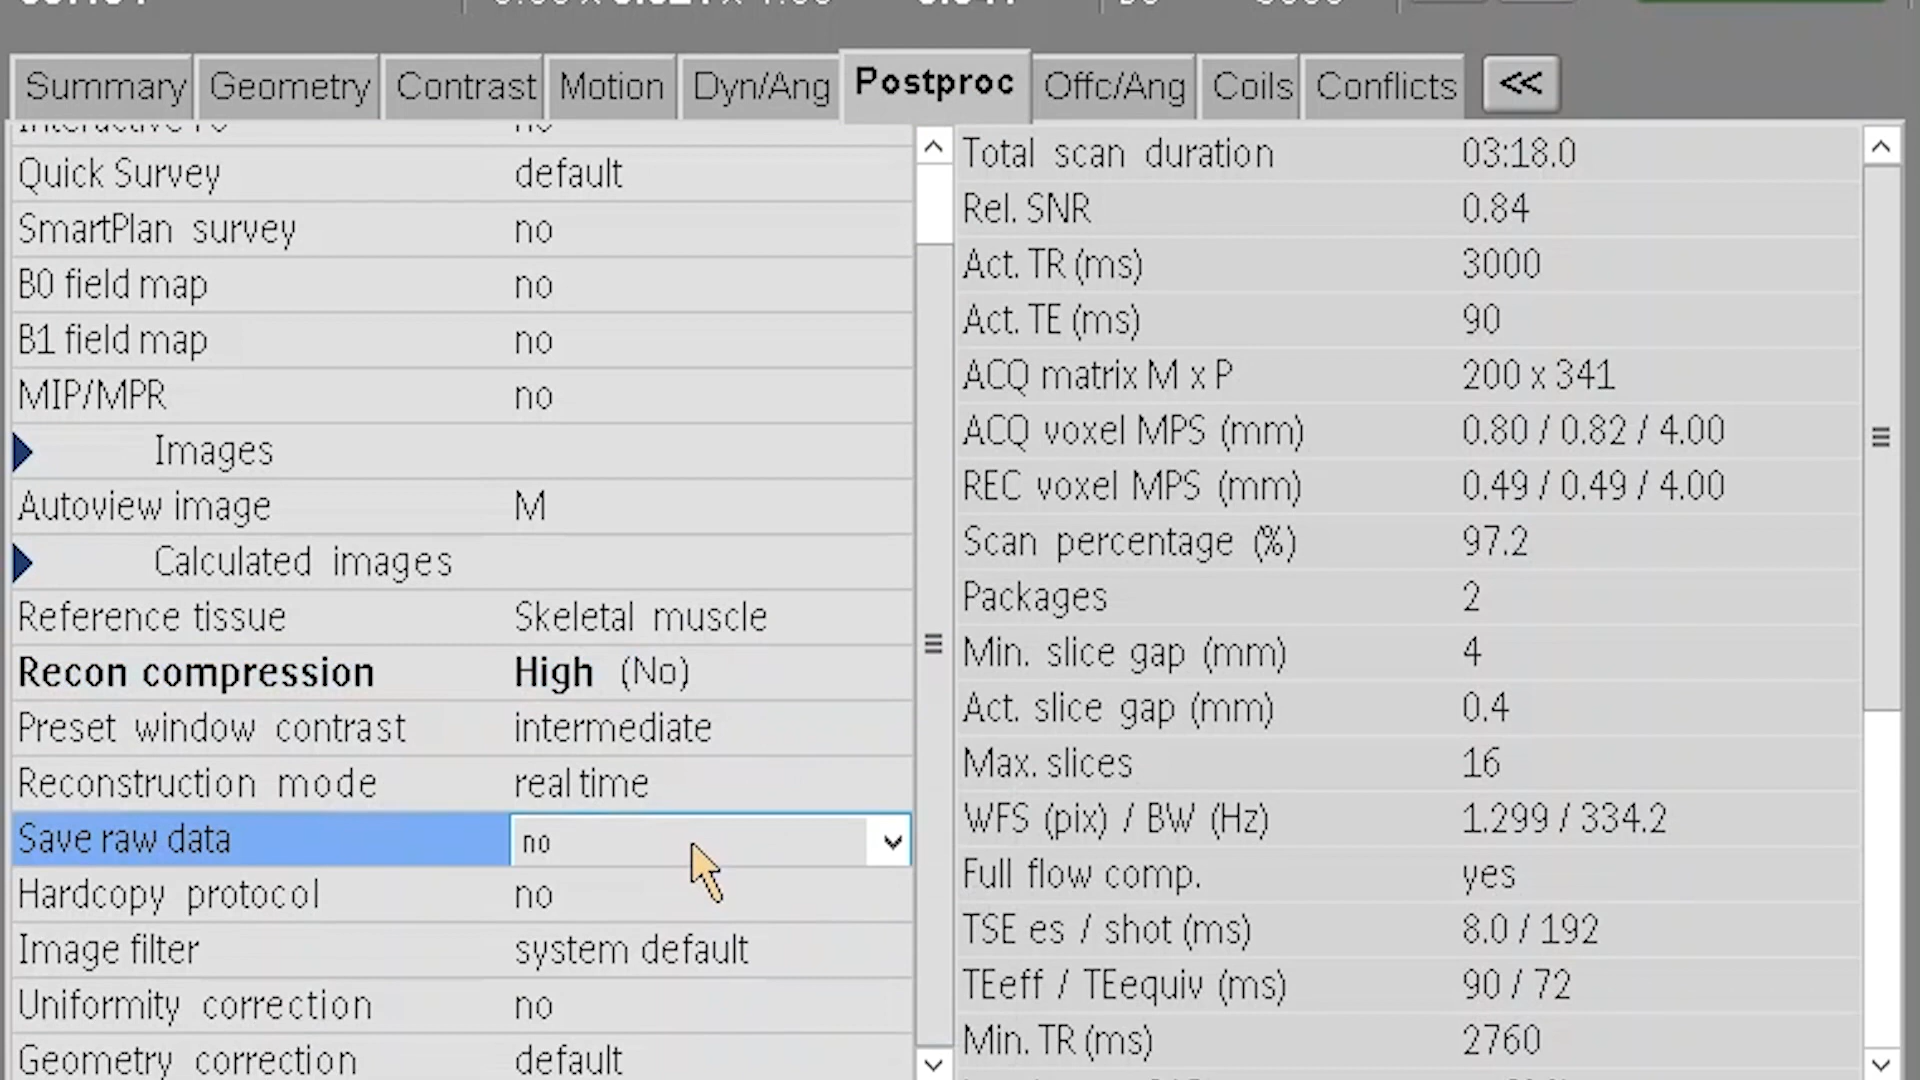 Summary Geometry Contrast Motion Dyn/Ang Postproc Offc/Ang Coils Conflicts <<
Quick Survey default
SmartPlan survey no
B0 field map no
B1 field map no
MIP/MPR no
Images
Autoview image M
Calculated images
Reference tissue Skeletal muscle
Recon compression High (No)
Preset window contrast intermediate
Reconstruction mode real time
Save raw data no
Hardcopy protocol no
Image filter system default
Uniformity correction no
Geometry correction default
Total scan duration 03:18.0
Rel. SNR 0.84
Act. TR (ms) 3000
Act. TE (ms) 90
ACQ matrix M x P 200 x 341
ACQ voxel MPS (mm) 0.80 / 0.82 / 4.00
REC voxel MPS (mm) 0.49 / 0.49 / 4.00
Scan percentage (%) 97.2
Packages 2
Min. slice gap (mm) 4
Act. slice gap (mm) 0.4
Max. slices 16
WFS (pix) / BW (Hz) 1.299 / 334.2
Full flow comp. yes
TSE es / shot (ms) 8.0 / 192
TEeff / TEequiv (ms) 90 / 72
Min. TR (ms) 2760